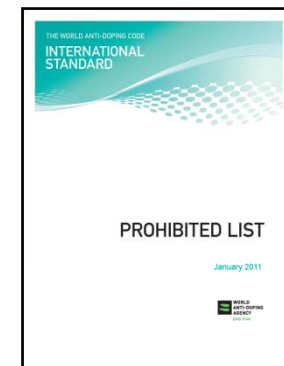 THE WORLD ANTI-DOPING CODE
INTERNATIONAL
STANDARD
PROHIBITED LIST
January 2011
WORLD
ANTI-DOPING
AGENCY
play true